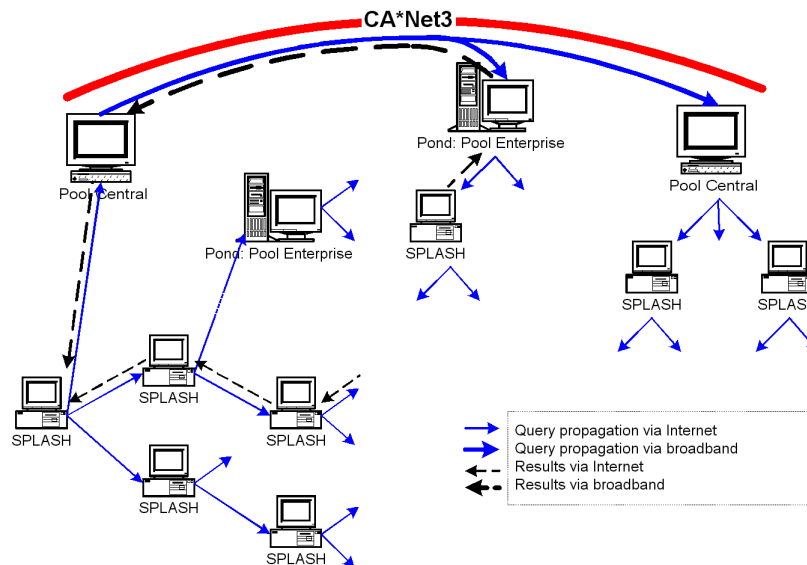 CA*Net3
Pond: Pool Enterprise
Pool Central
Pool Central
Pond: Pool Enterprise
SPLASH
SPLASH
SPLAS
SPLASH
SPLASH
SPLASH
SPLASH
SPLASH
Query propagation via Internet
Query propagation via broadband
Results via Internet
Results via broadband